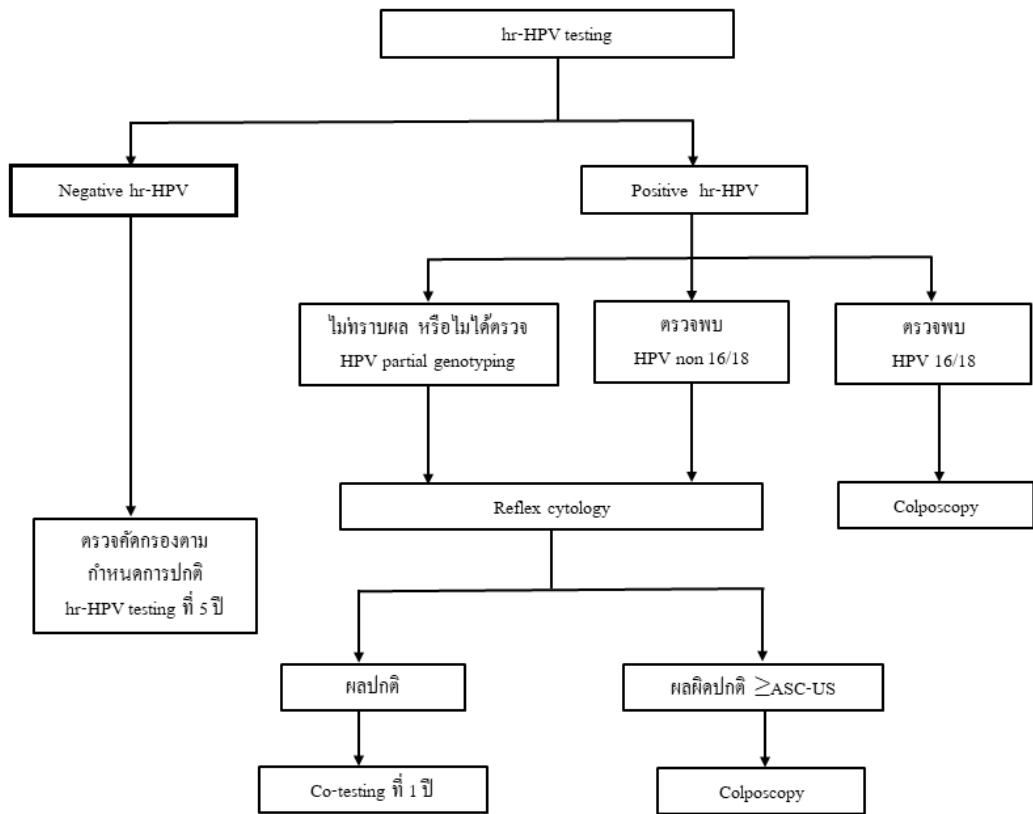 hr-HPV testing
Negative hr-HPV
Positive hr-HPV
ไม่ทราบผล หรือไม่ได้ตรวจ
HPV partial genotyping
ตรวจพบ
HPV non 16/18
ตรวจพบ
HPV 16/18
Reflex cytology
Colposcopy
ตรวจคัดกรองตาม
กำหนดการปกติ
hr-HPV testing ที่ 5 ปี
ผลปกติ
ผลผิดปกติ ≥ASC-US
Co-testing ที่ 1 ปี
Colposcopy